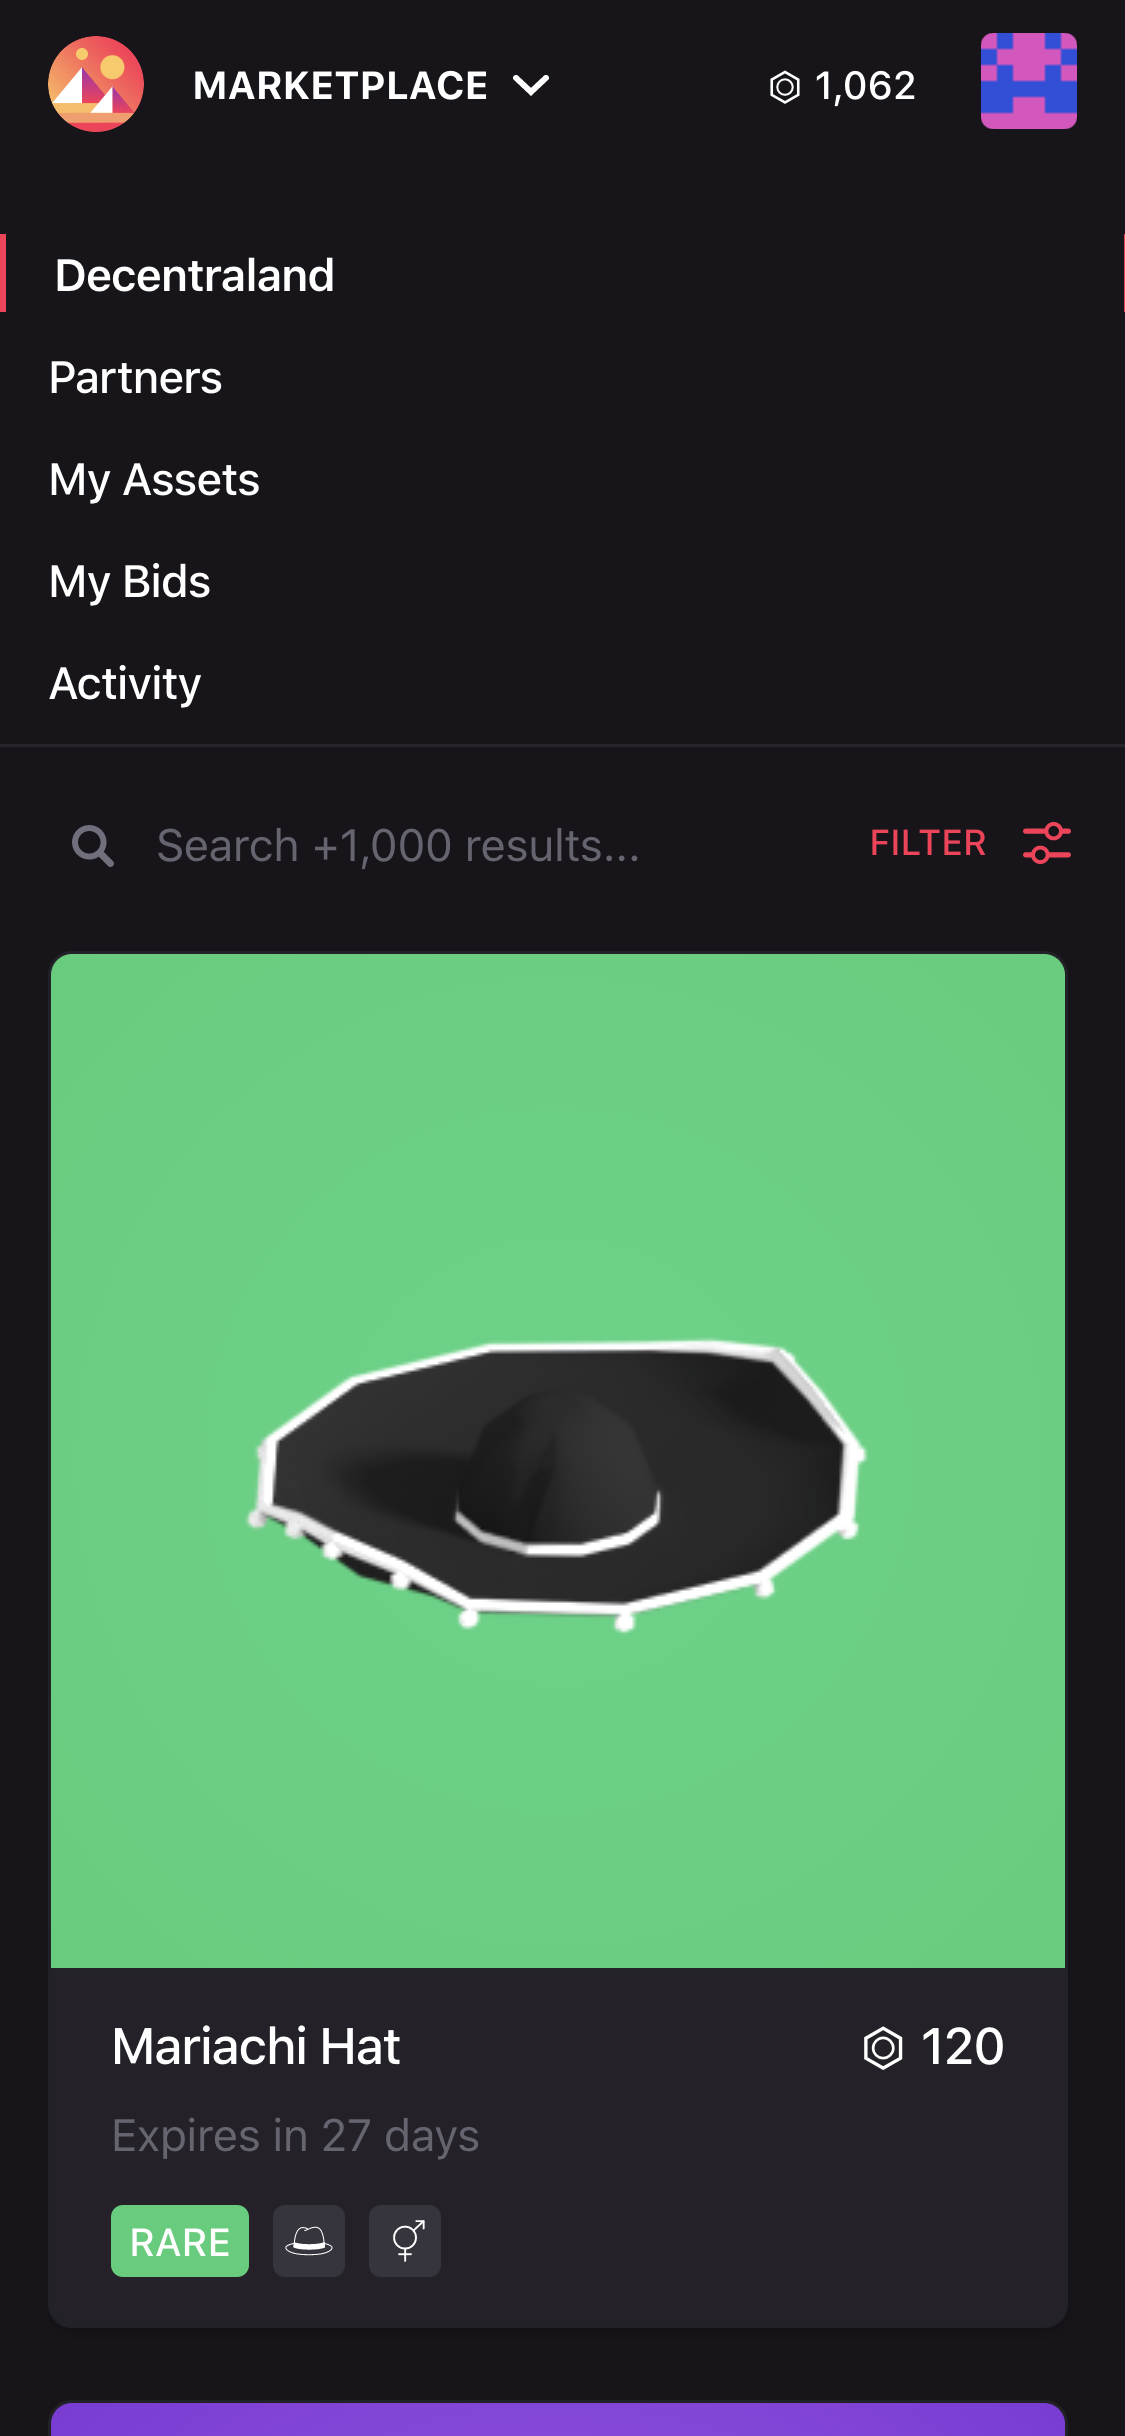 MARKETPLACE
1,062
Decentraland
Partners
My Assets
My Bids
Activity
Search +1,000 results...
FILTER
Mariachi Hat
120
Expires in 27 days
RARE